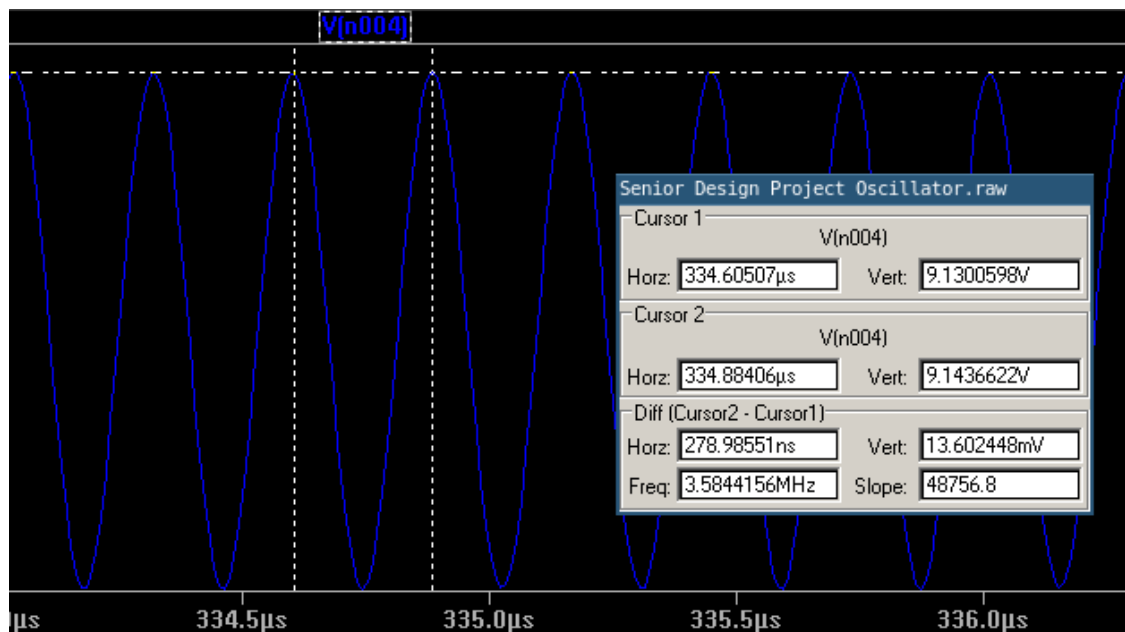 V(n004)
Senior Design Project Oscillator.raw
Cursor 1
V(n004)
Horz: 334.60507µs Vert: 9.1300598V
Cursor 2
V(n004)
Horz: 334.88406µs Vert: 9.1436622V
Diff (Cursor2 - Cursor1)
Horz: 278.98551ns Vert: 13.602448mV
Freq: 3.5844156MHz Slope: 48756.8
µs 334.5µs 335.0µs 335.5µs 336.0µs